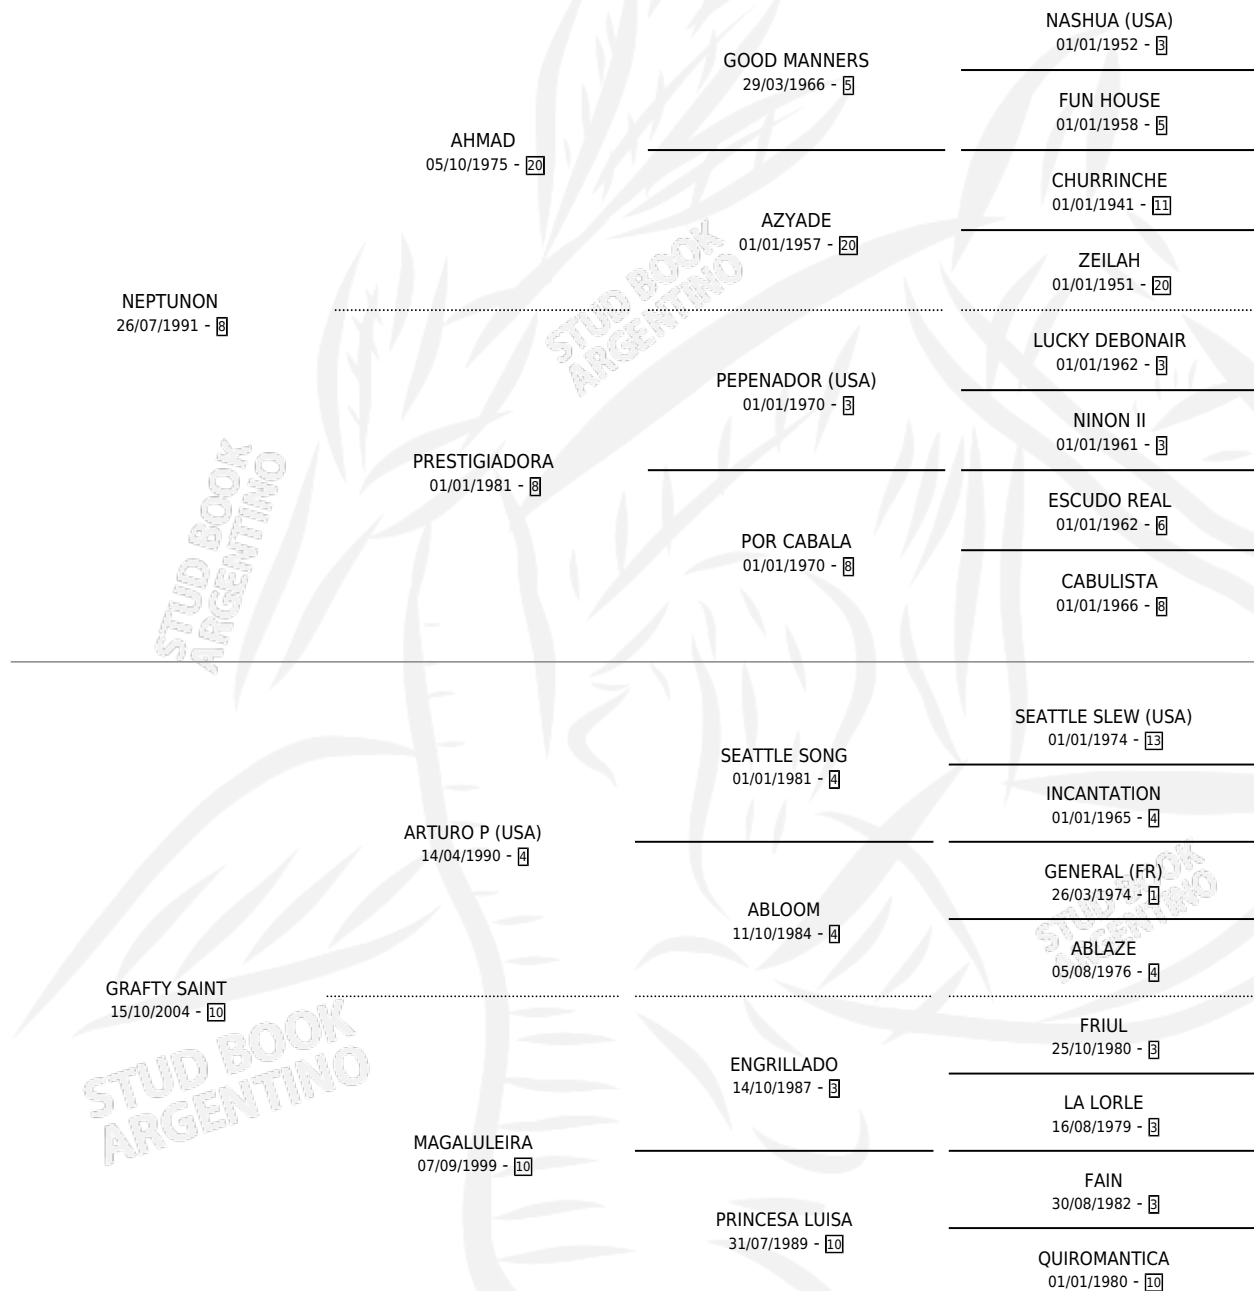 NASHUA (USA)
01/01/1952 - 3
GOOD MANNERS
29/03/1966 - 5
FUN HOUSE
01/01/1958 - 5
AHMAD
05/10/1975 - 20
CHURRINCHE
01/01/1941 - 11
AZYADE
01/01/1957 - 20
ZEILAH
01/01/1951 - 20
NEPTUNON
26/07/1991 - 8
LUCKY DEBONAIR
01/01/1962 - 3
PEPENADOR (USA)
01/01/1970 - 3
NINON II
01/01/1961 - 3
PRESTIGIADORA
01/01/1981 - 8
ESCUDO REAL
01/01/1962 - 6
POR CABALA
01/01/1970 - 8
CABULISTA
01/01/1966 - 8
STUD BOOK
ARGENTINO
STUD BOOK
ARGENTINO
SEATTLE SLEW (USA)
01/01/1974 - 13
SEATTLE SONG
01/01/1981 - 4
INCANTATION
01/01/1965 - 4
ARTURO P (USA)
14/04/1990 - 4
GENERAL (FR)
26/03/1974 - 1
ABLOOM
11/10/1984 - 4
ABLAZE
05/08/1976 - 4
GRAFTY SAINT
15/10/2004 - 10
FRIUL
25/10/1980 - 3
ENGRILLADO
14/10/1987 - 3
LA LORLE
16/08/1979 - 3
MAGALULEIRA
07/09/1999 - 10
FAIN
30/08/1982 - 3
PRINCESA LUISA
31/07/1989 - 10
QUIROMANTICA
01/01/1980 - 10
STUD BOOK
ARGENTINO
STUD BOOK
ARGENTINO